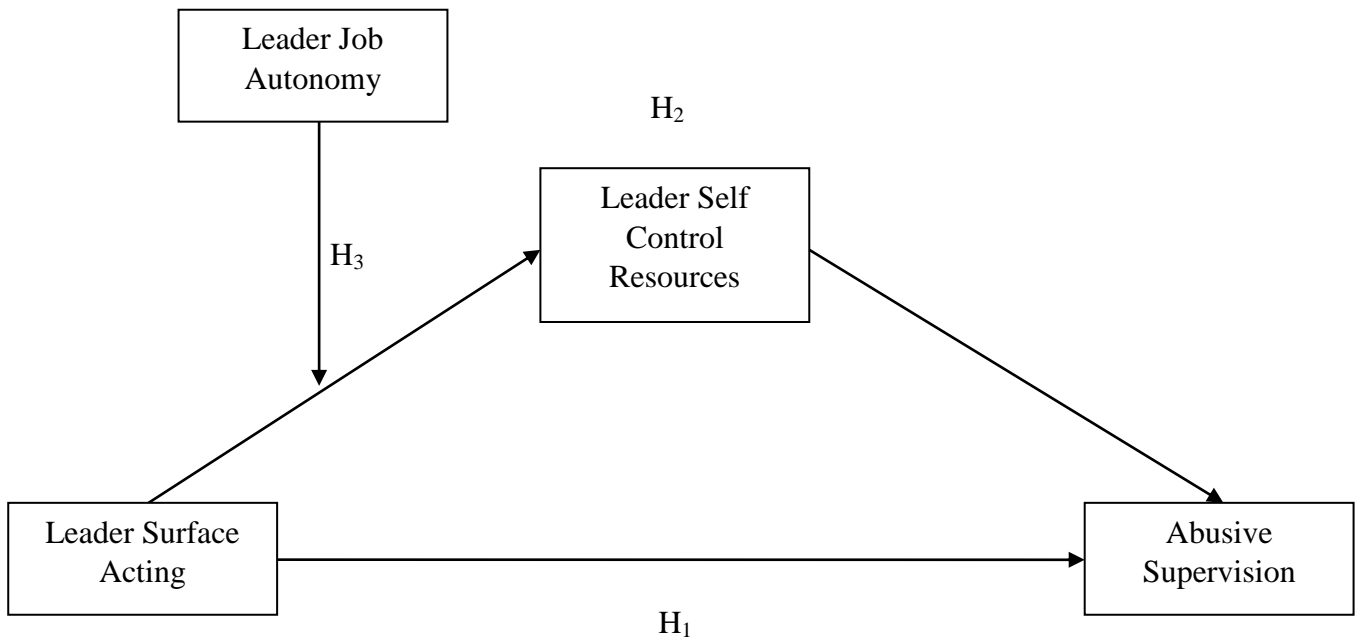 Leader Job
Autonomy
H₂
Leader Self
Control
Resources
H₃
Leader Surface
Acting
Abusive
Supervision
H₁